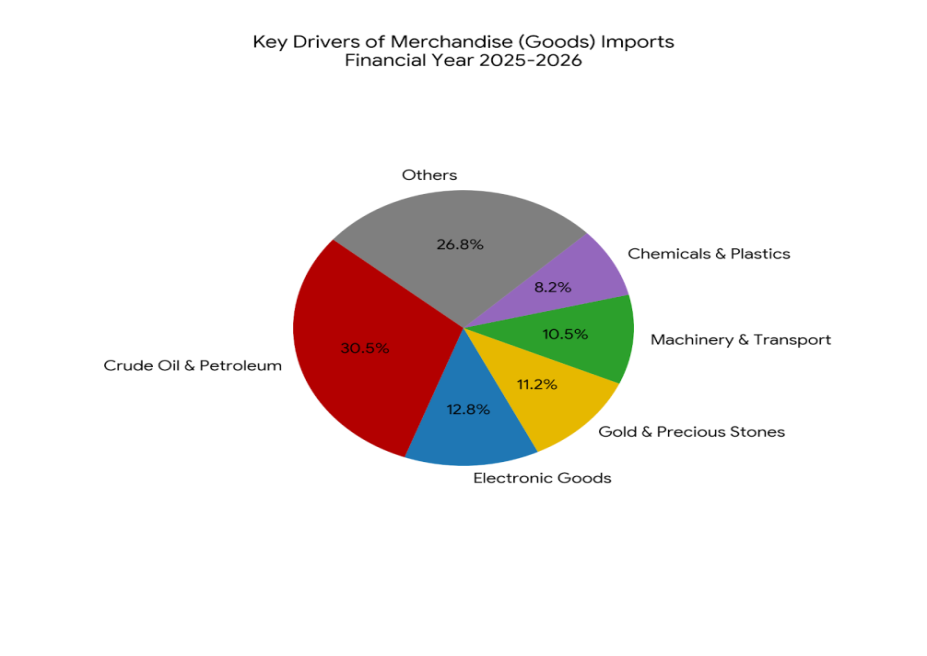 Key Drivers of Merchandise (Goods) Imports
Financial Year 2025-2026
Others
26.8%
Chemicals & Plastics
8.2%
Machinery & Transport
10.5%
Crude Oil & Petroleum
30.5%
Gold & Precious Stones
11.2%
Electronic Goods
12.8%